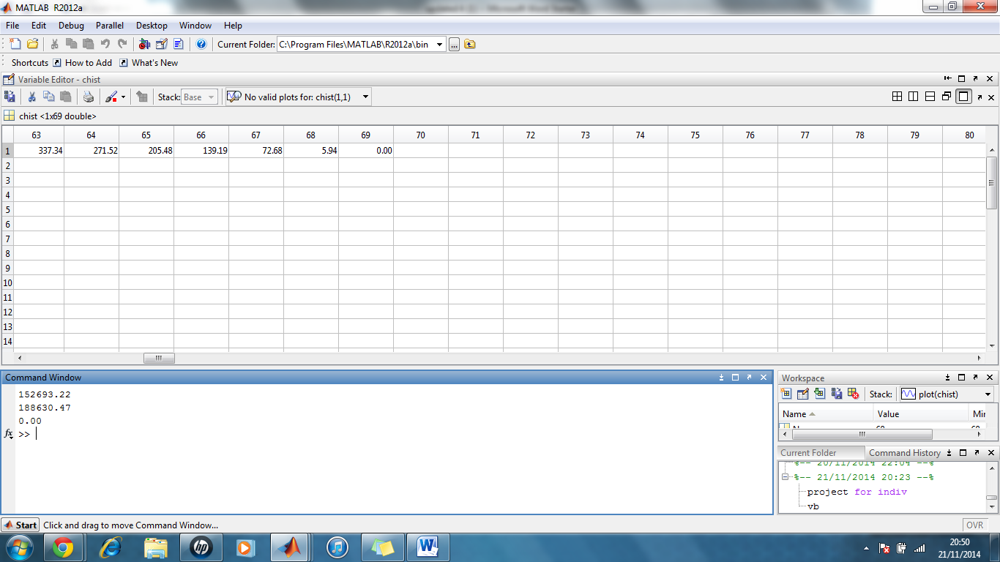 MATLAB R2012a
File Edit Debug Parallel Desktop Window Help
Current Folder: C:\Program Files\MATLAB\R2012a\bin ...
Shortcuts How to Add What's New
Variable Editor - chist
Stack: Base No valid plots for: chist(1,1)
chist <1x69 double>
63 64 65 66 67 68 69 70 71 72 73 74 75 76 77 78 79 80
1 337.34 271.52 205.48 139.19 72.68 5.94 0.00
2
3
4
5
6
7
8
9
10
11
12
13
14
Command Window
152693.22
188630.47
0.00
fx >>
Workspace
Stack: plot(chist)
Name Value
Current Folder Command History
%-- 20/11/2014 22:04 --%
%-- 21/11/2014 20:23 --%
project for indiv
vb
Start Click and drag to move Command Window... OVR
20:50
21/11/2014